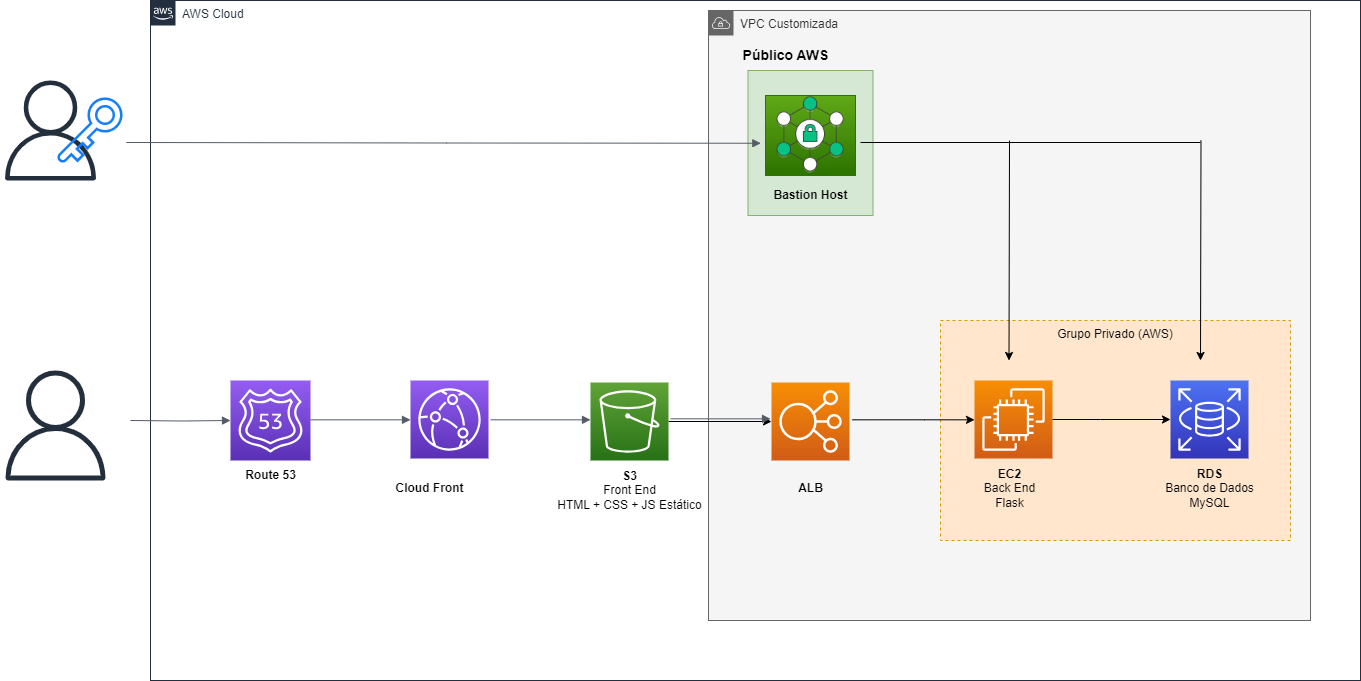 aws
AWS Cloud
VPC Customizada
Público AWS
Bastion Host
Grupo Privado (AWS)
53
Route 53
Cloud Front
S3
Front End
HTML + CSS + JS Estático
ALB
EC2
Back End
Flask
RDS
Banco de Dados
MySQL